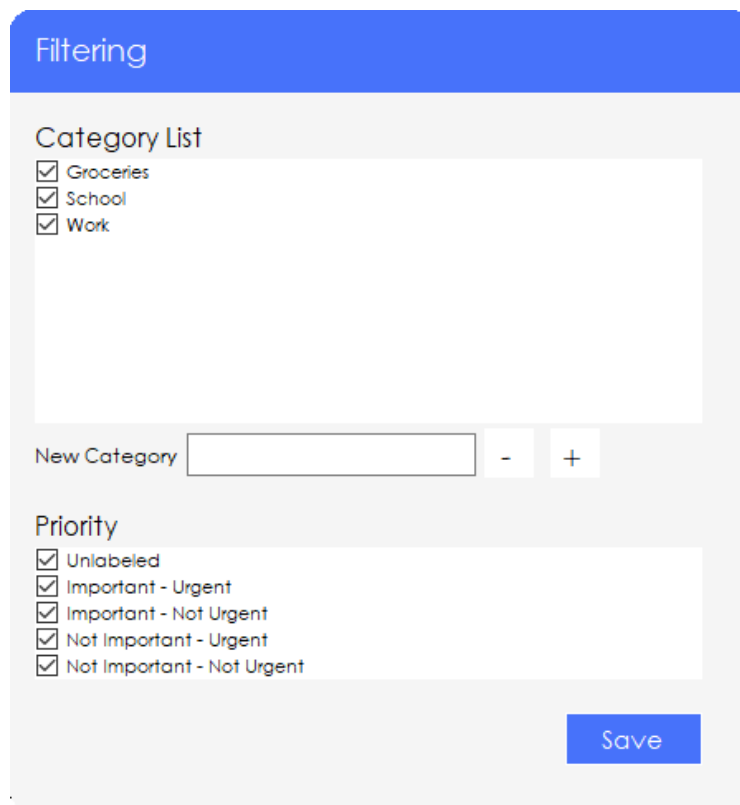 Filtering
Category List
Groceries
School
Work
New Category - +
Priority
Unlabeled
Important - Urgent
Important - Not Urgent
Not Important - Urgent
Not Important - Not Urgent
Save